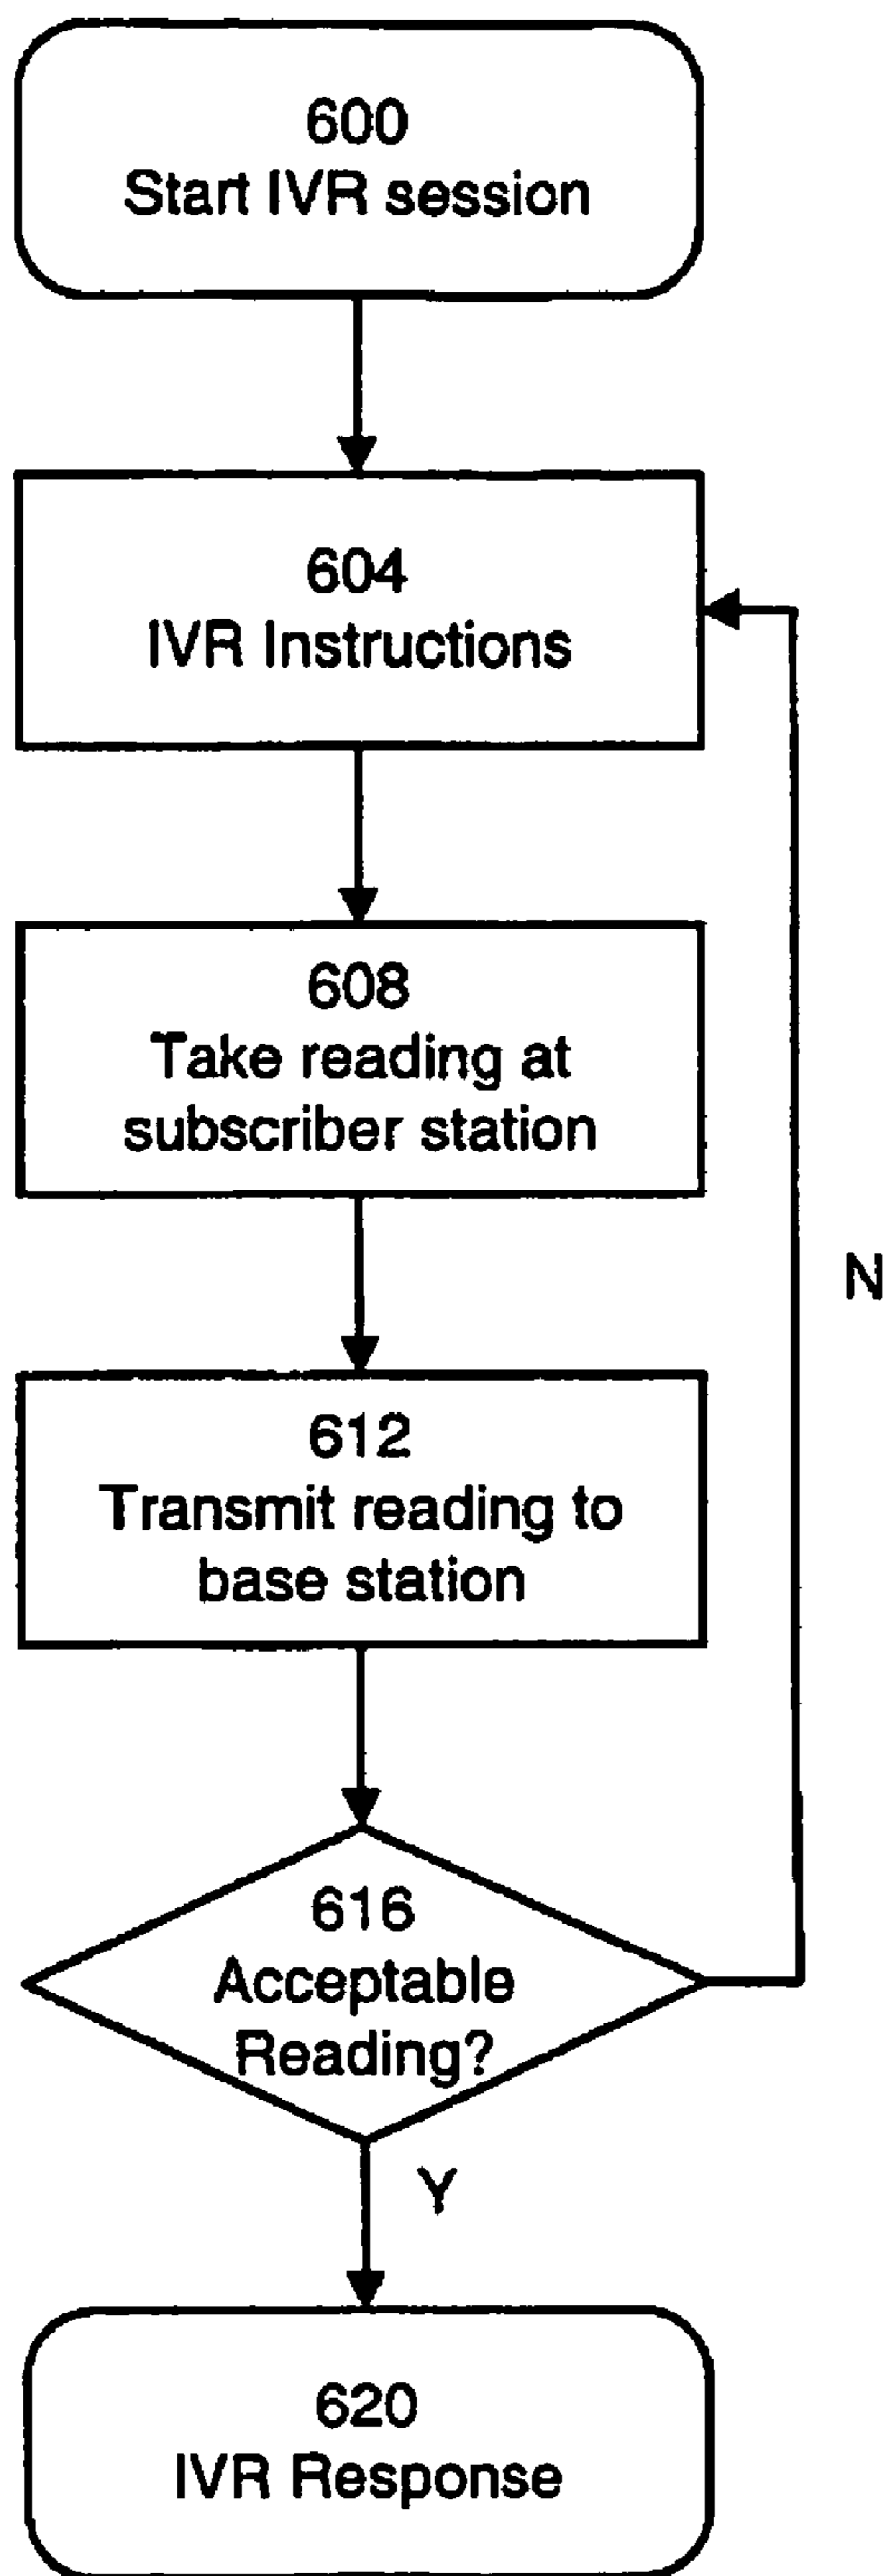 600
Start IVR session
604
IVR Instructions
608
Take reading at
subscriber station
N
612
Transmit reading to
base station
616
Acceptable
Reading?
Y
620
IVR Response